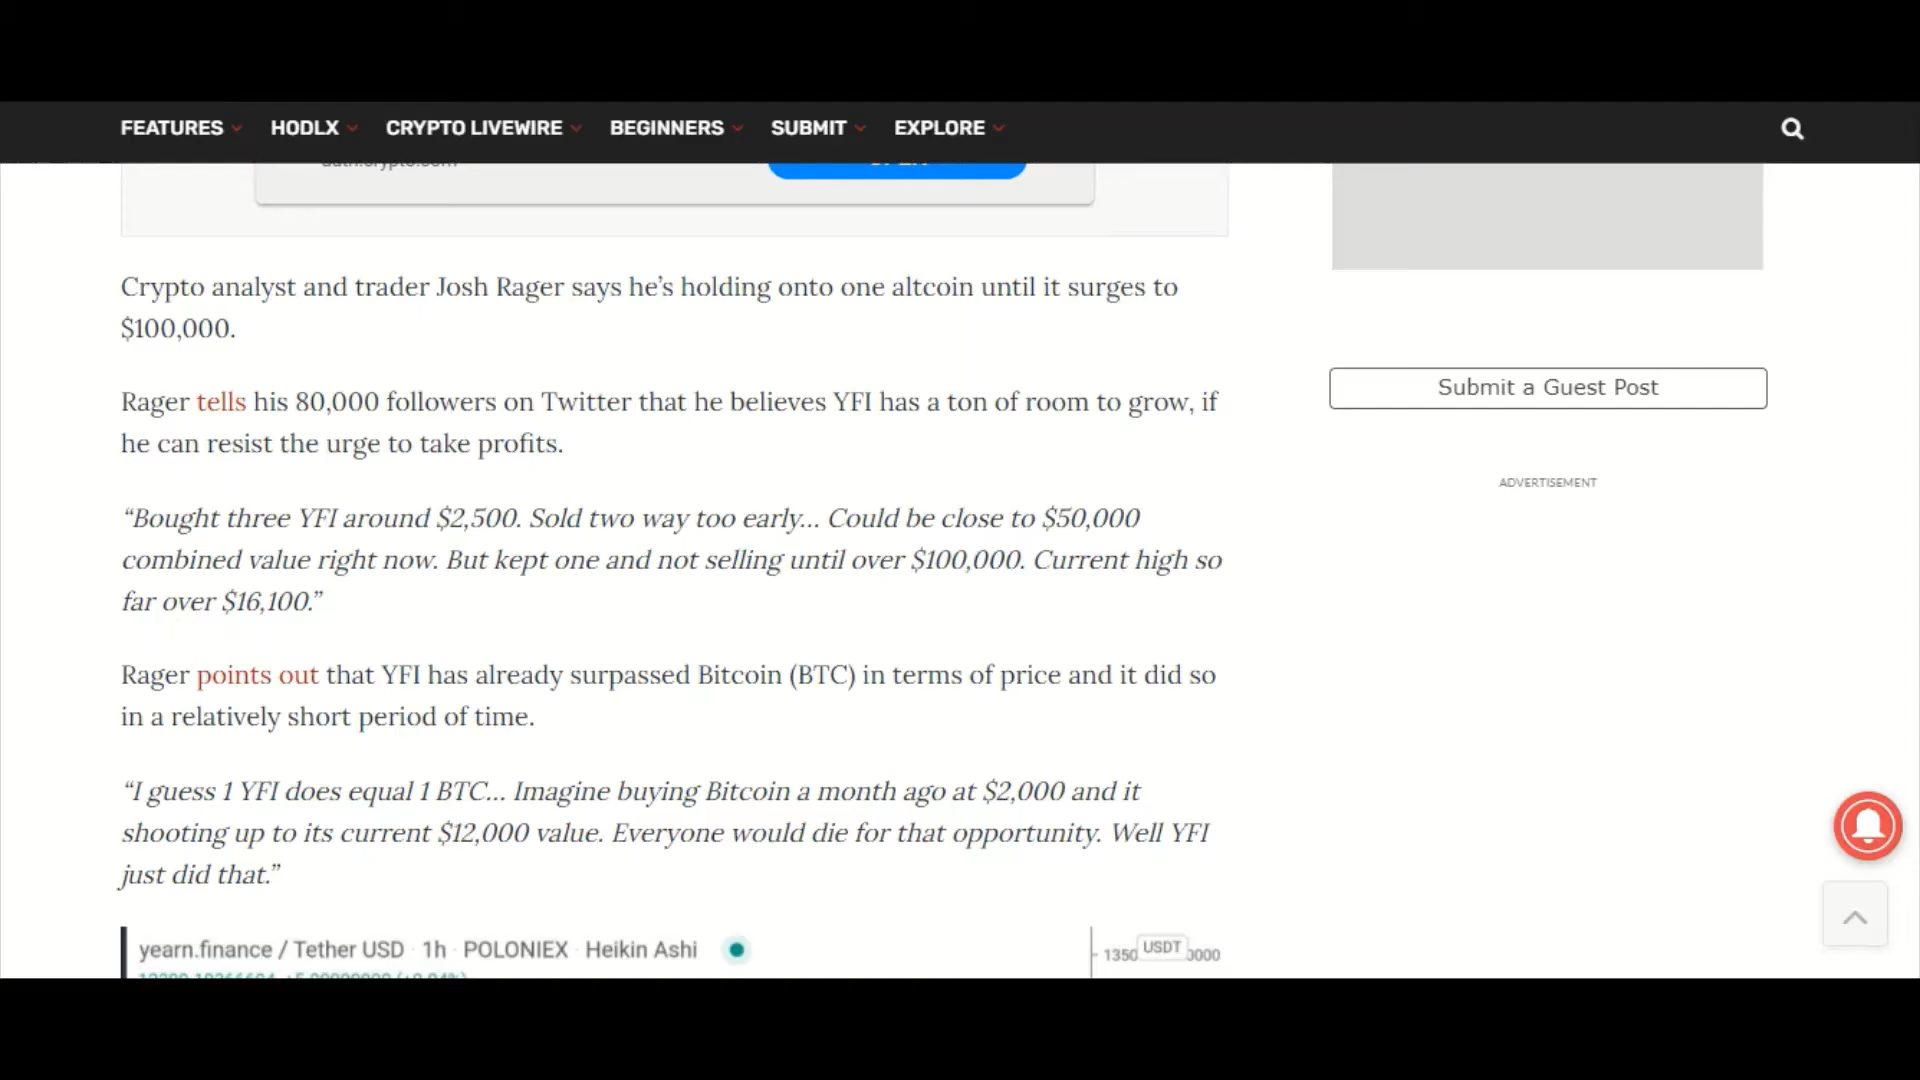 FEATURES HODLX CRYPTO LIVEWIRE BEGINNERS SUBMIT EXPLORE
Crypto analyst and trader Josh Rager says he’s holding onto one altcoin until it surges to
$100,000.
Rager tells his 80,000 followers on Twitter that he believes YFI has a ton of room to grow, if
he can resist the urge to take profits.
“Bought three YFI around $2,500. Sold two way too early… Could be close to $50,000
combined value right now. But kept one and not selling until over $100,000. Current high so
far over $16,100.”
Rager points out that YFI has already surpassed Bitcoin (BTC) in terms of price and it did so
in a relatively short period of time.
“I guess 1 YFI does equal 1 BTC… Imagine buying Bitcoin a month ago at $2,000 and it
shooting up to its current $12,000 value. Everyone would die for that opportunity. Well YFI
just did that.”
yearn.finance / Tether USD · 1h · POLONIEX · Heikin Ashi
USDT
Submit a Guest Post
ADVERTISEMENT